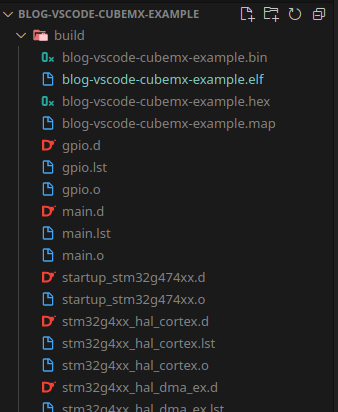 BLOG-VSCODE-CUBEMX-EXAMPLE
build
blog-vscode-cubemx-example.bin
blog-vscode-cubemx-example.elf
blog-vscode-cubemx-example.hex
blog-vscode-cubemx-example.map
gpio.d
gpio.lst
gpio.o
main.d
main.lst
main.o
startup_stm32g474xx.d
startup_stm32g474xx.o
stm32g4xx_hal_cortex.d
stm32g4xx_hal_cortex.lst
stm32g4xx_hal_cortex.o
stm32g4xx_hal_dma_ex.d
stm32g4xx_hal_dma_ex.lst